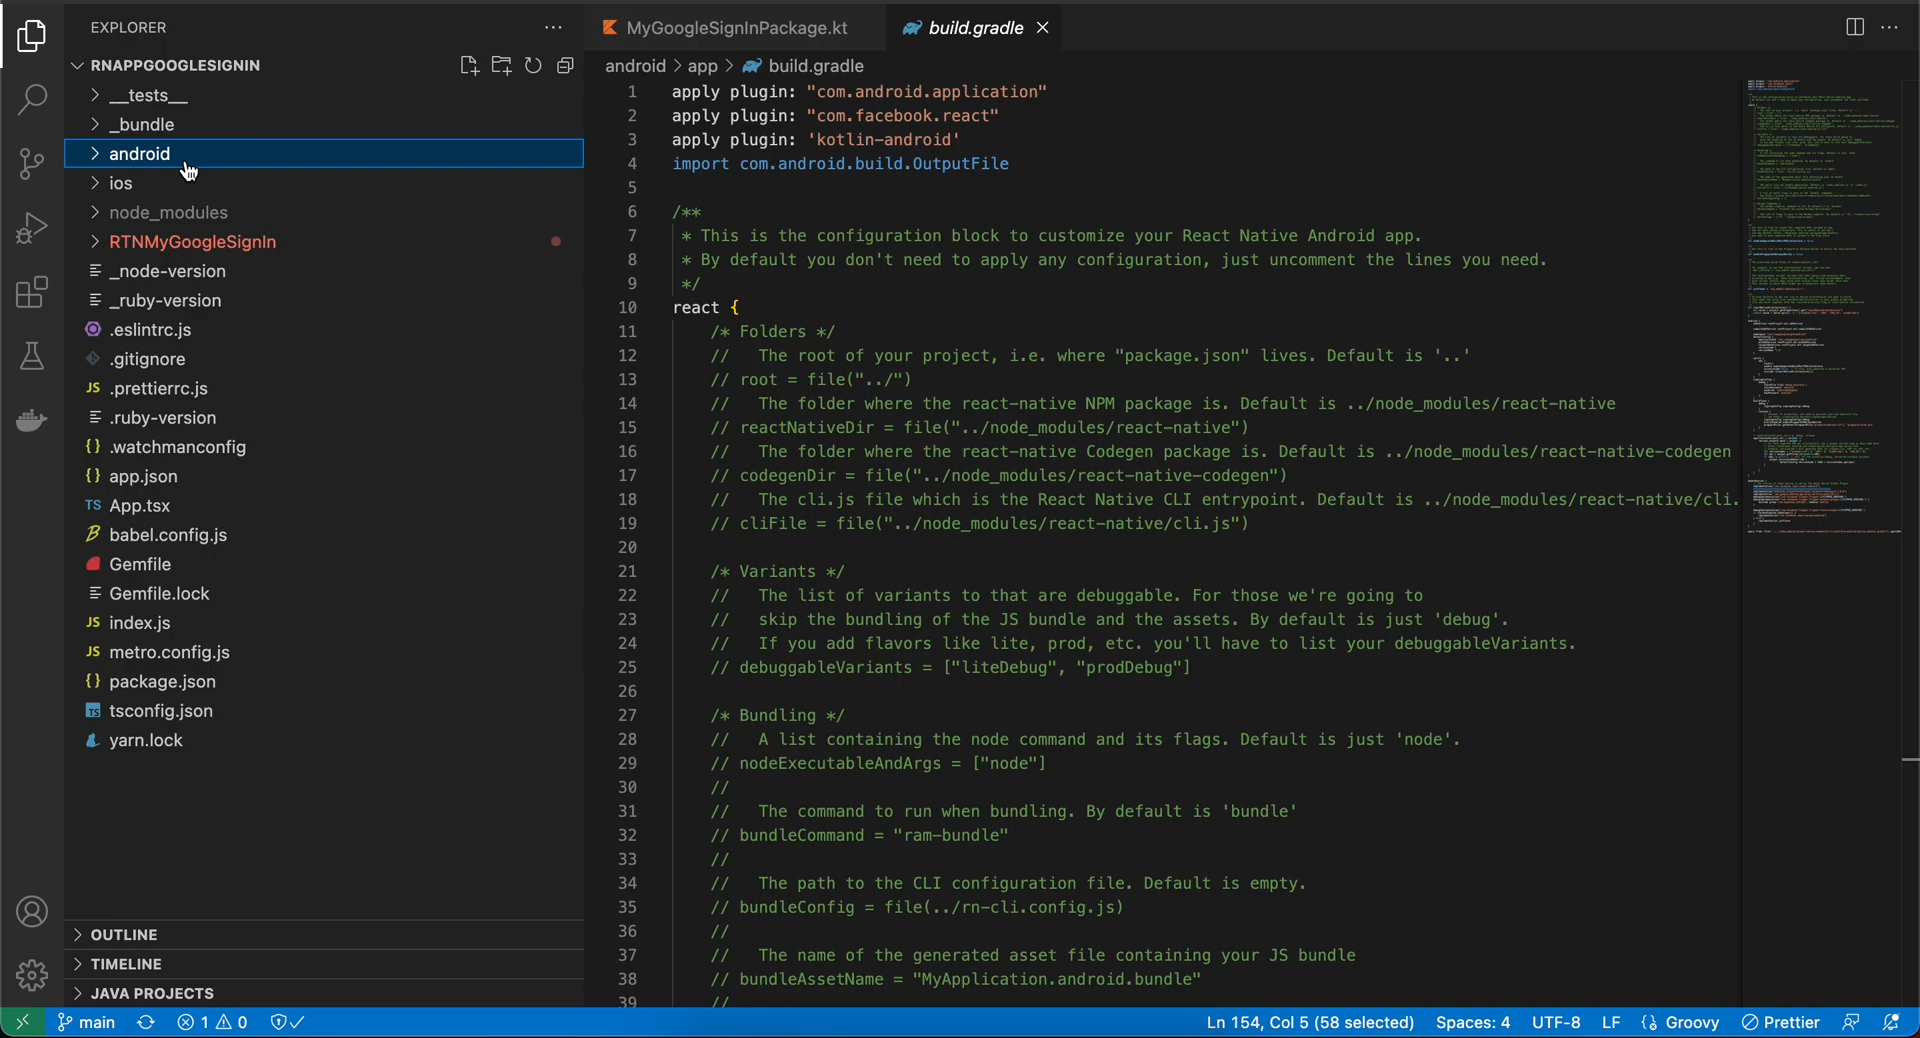 EXPLORER
RNAPPGOOGLESIGNIN
__tests__
_bundle
android
ios
node_modules
RTNMyGoogleSignIn
_node-version
_ruby-version
.eslintrc.js
.gitignore
JS .prettierrc.js
.ruby-version
{} .watchmanconfig
{} app.json
TS App.tsx
babel.config.js
Gemfile
Gemfile.lock
JS index.js
JS metro.config.js
{} package.json
TS tsconfig.json
yarn.lock
OUTLINE
TIMELINE
JAVA PROJECTS
MyGoogleSignInPackage.kt
build.gradle
android > app > build.gradle
1 apply plugin: "com.android.application"
2 apply plugin: "com.facebook.react"
3 apply plugin: 'kotlin-android'
4 import com.android.build.OutputFile
5
6 /**
7 * This is the configuration block to customize your React Native Android app.
8 * By default you don't need to apply any configuration, just uncomment the lines you need.
9 */
10 react {
11 /* Folders */
12 // The root of your project, i.e. where "package.json" lives. Default is '..'
13 // root = file("../")
14 // The folder where the react-native NPM package is. Default is ../node_modules/react-native
15 // reactNativeDir = file("../node_modules/react-native")
16 // The folder where the react-native Codegen package is. Default is ../node_modules/react-native-codegen
17 // codegenDir = file("../node_modules/react-native-codegen")
18 // The cli.js file which is the React Native CLI entrypoint. Default is ../node_modules/react-native/cli.
19 // cliFile = file("../node_modules/react-native/cli.js")
20
21 /* Variants */
22 // The list of variants to that are debuggable. For those we're going to
23 // skip the bundling of the JS bundle and the assets. By default is just 'debug'.
24 // If you add flavors like lite, prod, etc. you'll have to list your debuggableVariants.
25 // debuggableVariants = ["liteDebug", "prodDebug"]
26
27 /* Bundling */
28 // A list containing the node command and its flags. Default is just 'node'.
29 // nodeExecutableAndArgs = ["node"]
30 //
31 // The command to run when bundling. By default is 'bundle'
32 // bundleCommand = "ram-bundle"
33 //
34 // The path to the CLI configuration file. Default is empty.
35 // bundleConfig = file(../rn-cli.config.js)
36 //
37 // The name of the generated asset file containing your JS bundle
38 // bundleAssetName = "MyApplication.android.bundle"
39 //
main 1 0 Ln 154, Col 5 (58 selected) Spaces: 4 UTF-8 LF {} Groovy Prettier